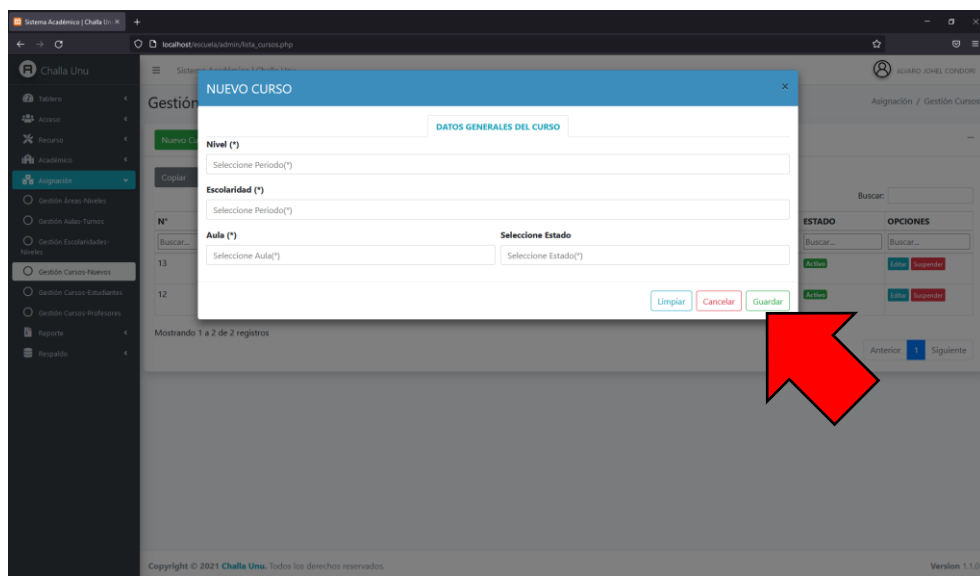 Sistema Académico | Challa Un
localhost/escuela/admin/lista_cursos.php
Challa Unu
ALVARO JOHEL CONDORI
Tablero
Acceso
Recurso
Académico
Asignación
Gestión Áreas-Niveles
Gestión Aulas-Turnos
Gestión Escolaridades-
Niveles
Gestión Cursos-Nuevos
Gestión Cursos-Estudiantes
Gestión Cursos-Profesores
Reporte
Respaldo
Gestión
Asignación / Gestión Cursos
Nuevo Cu
Copiar
NUEVO CURSO
×
DATOS GENERALES DEL CURSO
Nivel (*)
Seleccione Periodo(*)
Escolaridad (*)
Seleccione Periodo(*)
Aula (*) Seleccione Estado
Seleccione Aula(*) Seleccione Estado(*)
Limpiar Cancelar Guardar
Buscar:
N° ESTADO OPCIONES
Buscar... Buscar... Buscar...
13 Activo Editar Suspender
12 Activo Editar Suspender
Mostrando 1 a 2 de 2 registros
Anterior 1 Siguiente
Copyright © 2021 Challa Unu. Todos los derechos reservados.
Version 1.1.0